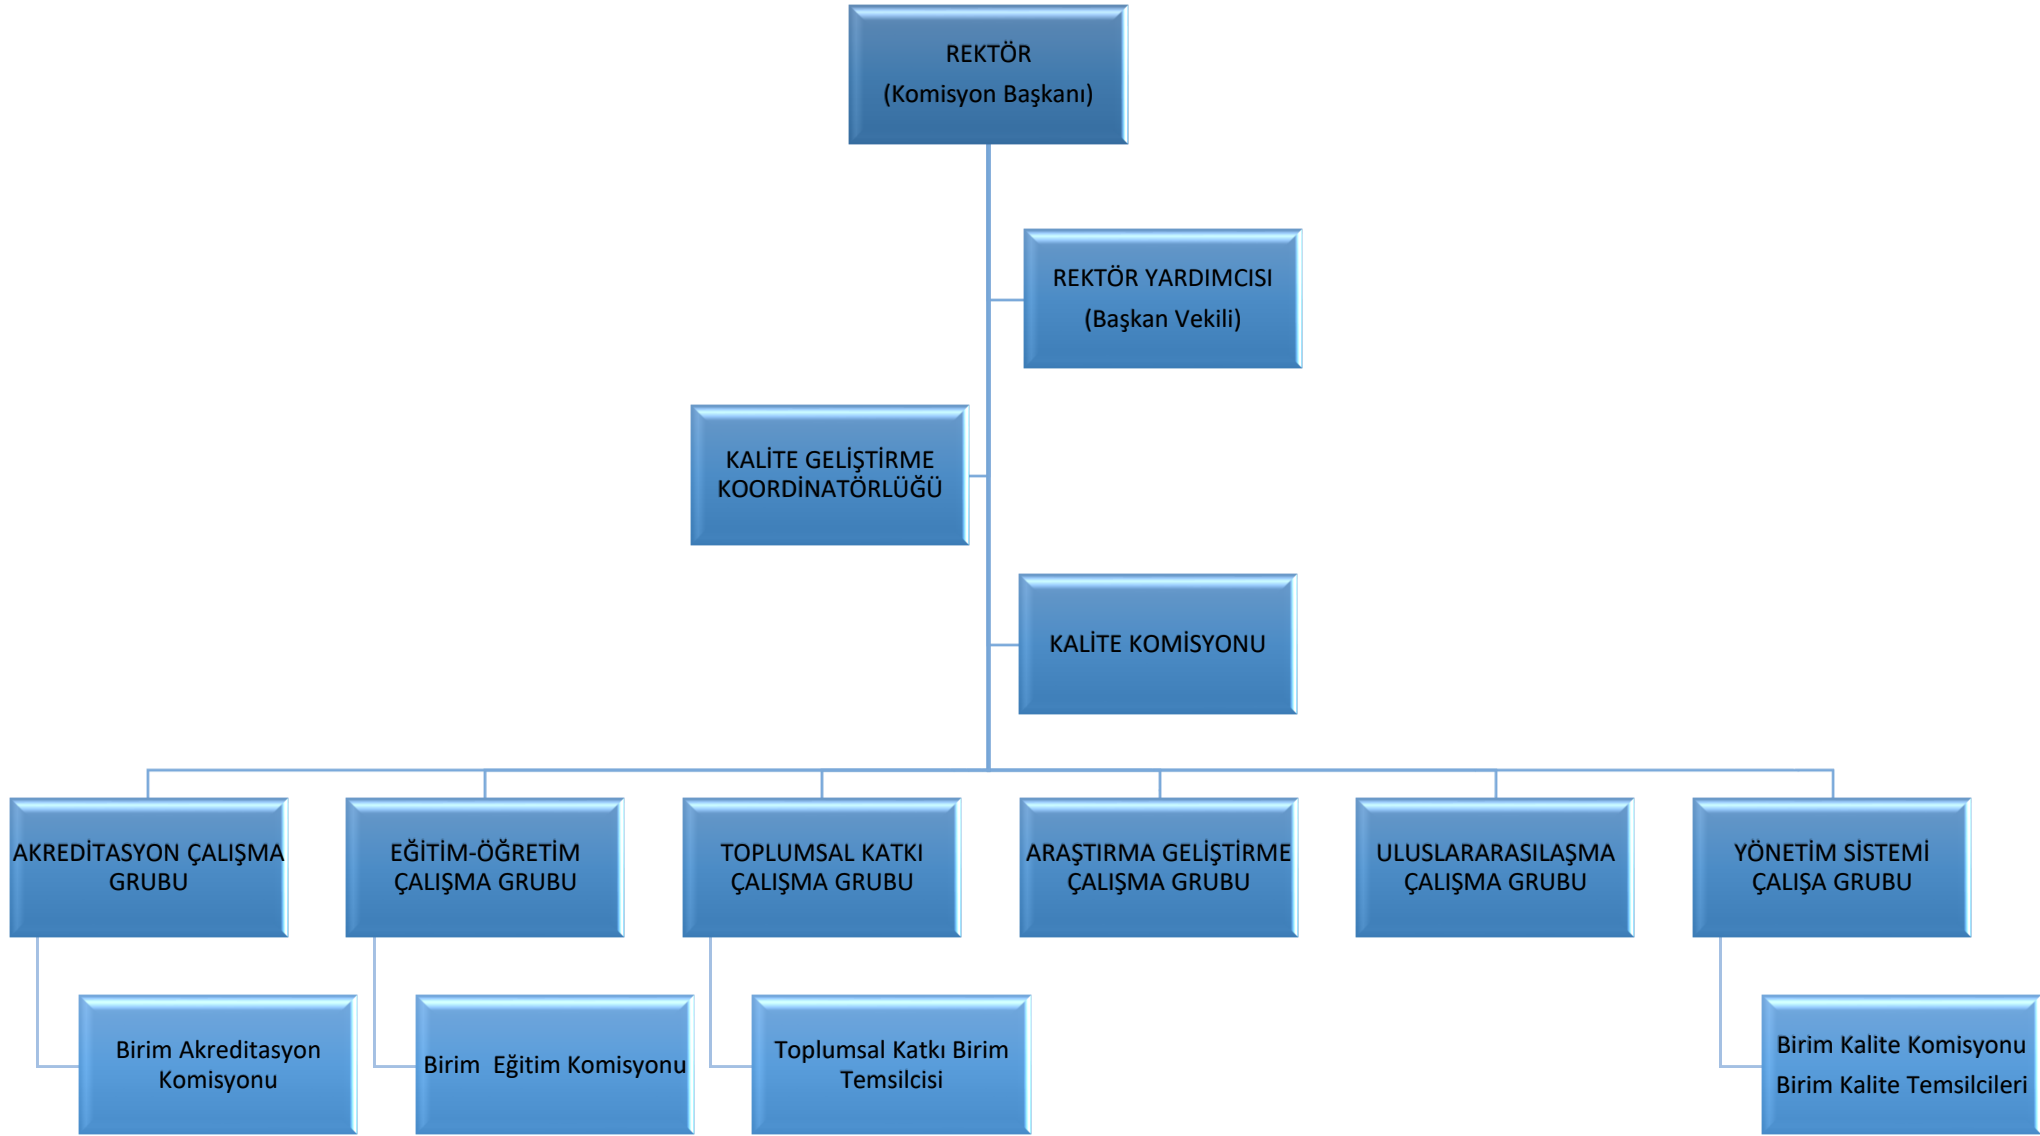 REKTÖR
(Komisyon Başkanı)
REKTÖR YARDIMCISI
(Başkan Vekili)
KALİTE GELİŞTİRME
KOORDİNATÖRLÜĞÜ
KALİTE KOMİSYONU
AKREDİTASYON ÇALIŞMA
GRUBU
EĞİTİM-ÖĞRETİM
ÇALIŞMA GRUBU
TOPLUMSAL KATKI
ÇALIŞMA GRUBU
ARAŞTIRMA GELİŞTİRME
ÇALIŞMA GRUBU
ULUSLARARASILAŞMA
ÇALIŞMA GRUBU
YÖNETİM SİSTEMİ
ÇALIŞA GRUBU
Birim Akreditasyon
Komisyonu
Birim  Eğitim Komisyonu
Toplumsal Katkı Birim
Temsilcisi
Birim Kalite Komisyonu
Birim Kalite Temsilcileri